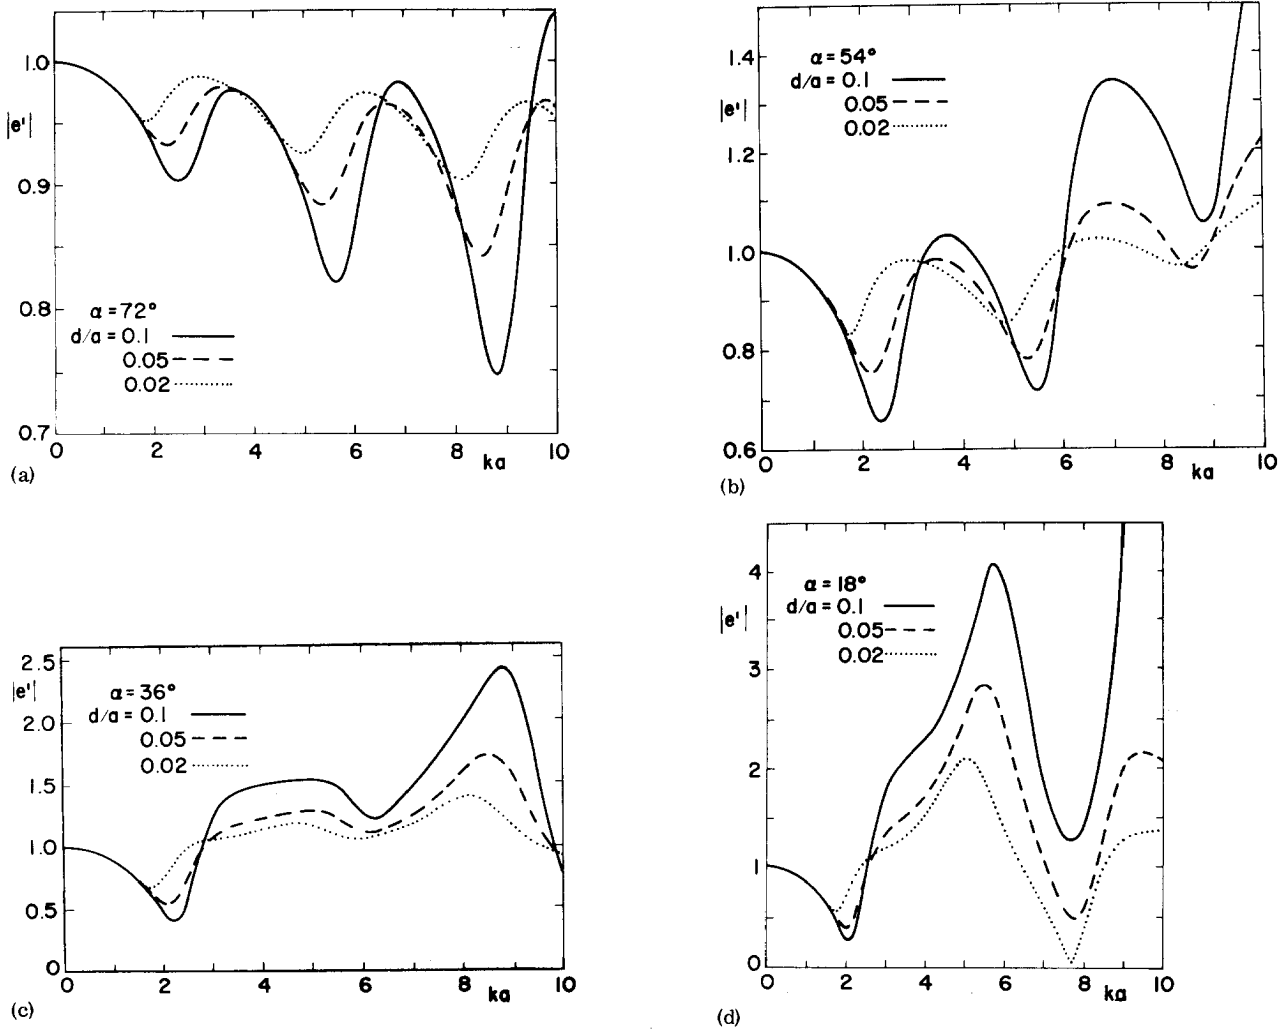 1.0
|e'|
0.9
0.8
0.7
α = 72°
d/a = 0.1
0.05
0.02
0 2 4 6 8 10
ka
(a)
1.4
|e'|
1.2
1.0
0.8
0.6
α = 54°
d/a = 0.1
0.05
0.02
0 2 4 6 8 10
ka
(b)
2.5
|e'|
2.0
1.5
1.0
0.5
0
α = 36°
d/a = 0.1
0.05
0.02
0 2 4 6 8 10
ka
(c)
4
|e'|
3
2
1
0
α = 18°
d/a = 0.1
0.05
0.02
0 2 4 6 8 10
ka
(d)